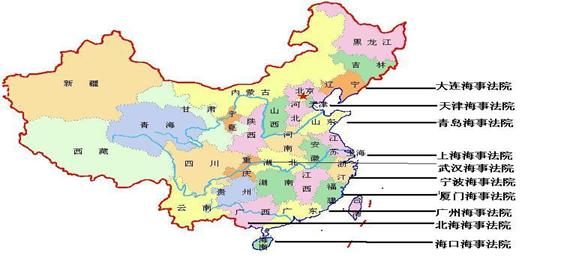 黑龙江
吉林
辽宁
内蒙古
北京
天津
河北
新疆
甘肃
宁夏
山西
陕西
山东
青海
河南
江苏
安徽
上海
西藏
四川
重庆
湖北
浙江
湖南
江西
贵州
福建
云南
广西
广东
台湾
海南
大连海事法院
天津海事法院
青岛海事法院
上海海事法院
武汉海事法院
宁波海事法院
厦门海事法院
广州海事法院
北海海事法院
海口海事法院